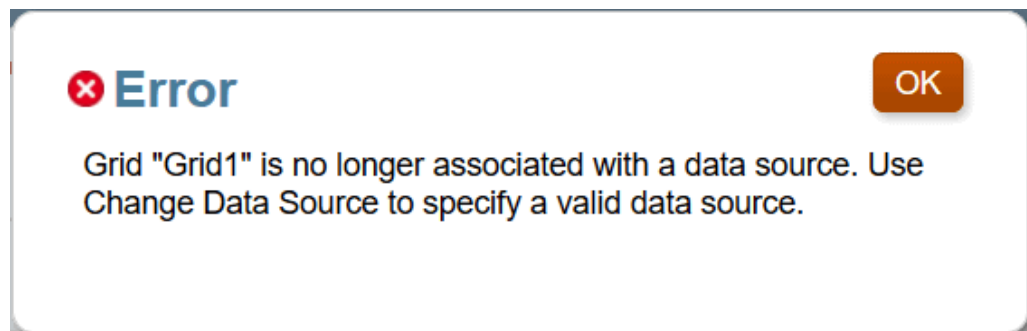 Error
OK
Grid "Grid1" is no longer associated with a data source. Use
Change Data Source to specify a valid data source.